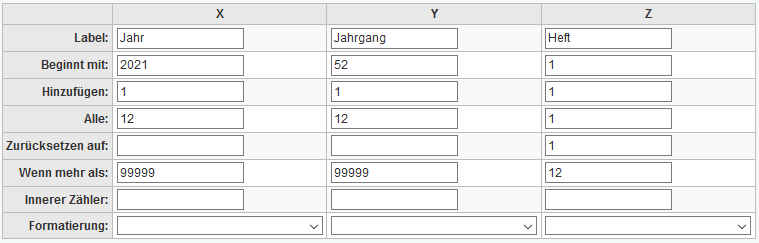 X Y Z
Label: Jahr Jahrgang Heft
Beginnt mit: 2021 52 1
Hinzufügen: 1 1 1
Alle: 12 12 1
Zurücksetzen auf: 1
Wenn mehr als: 99999 99999 12
Innerer Zähler:
Formatierung: